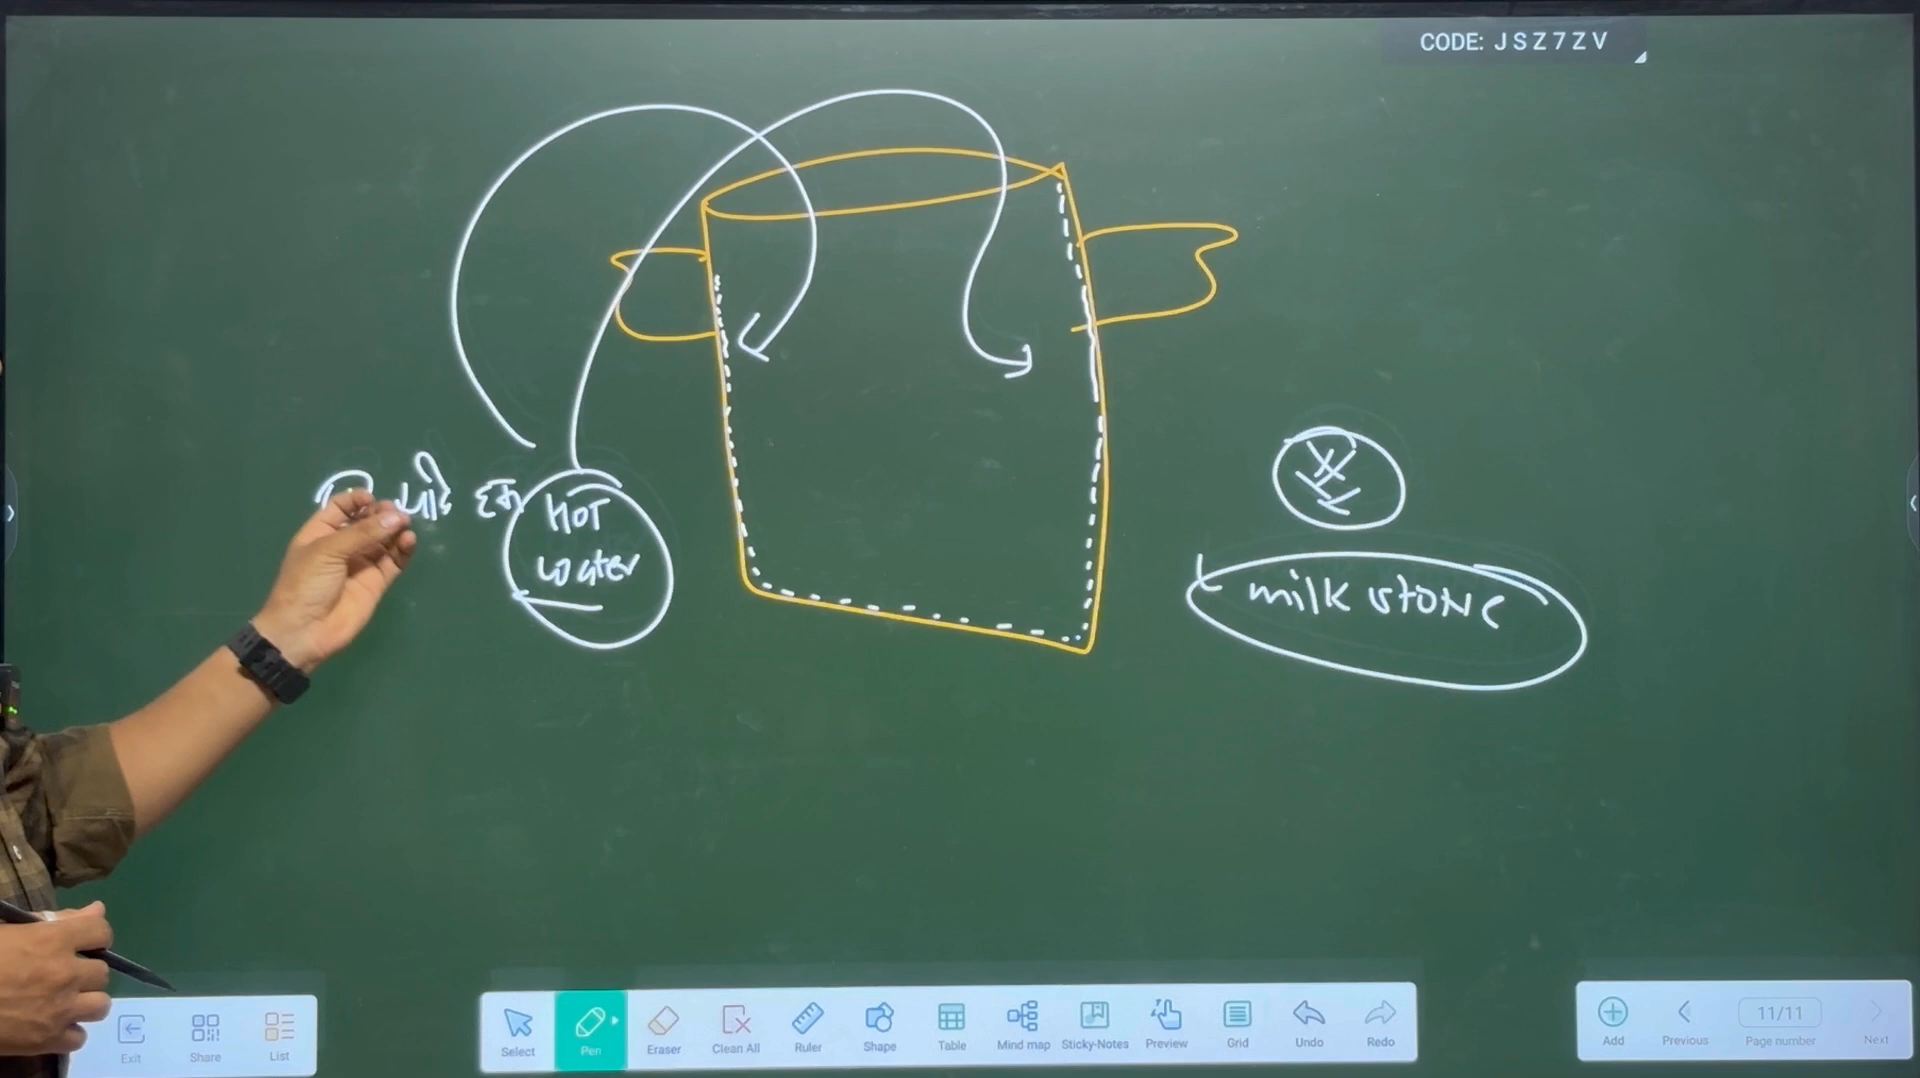 CODE: JSZ7ZV
HOT
water
milk stone
Exit
Share
List
Select
Pen
Eraser
Clean All
Ruler
Shape
Table
Mind map
Sticky-Notes
Preview
Grid
Undo
Redo
Add
Previous
11/11
Page number
Next